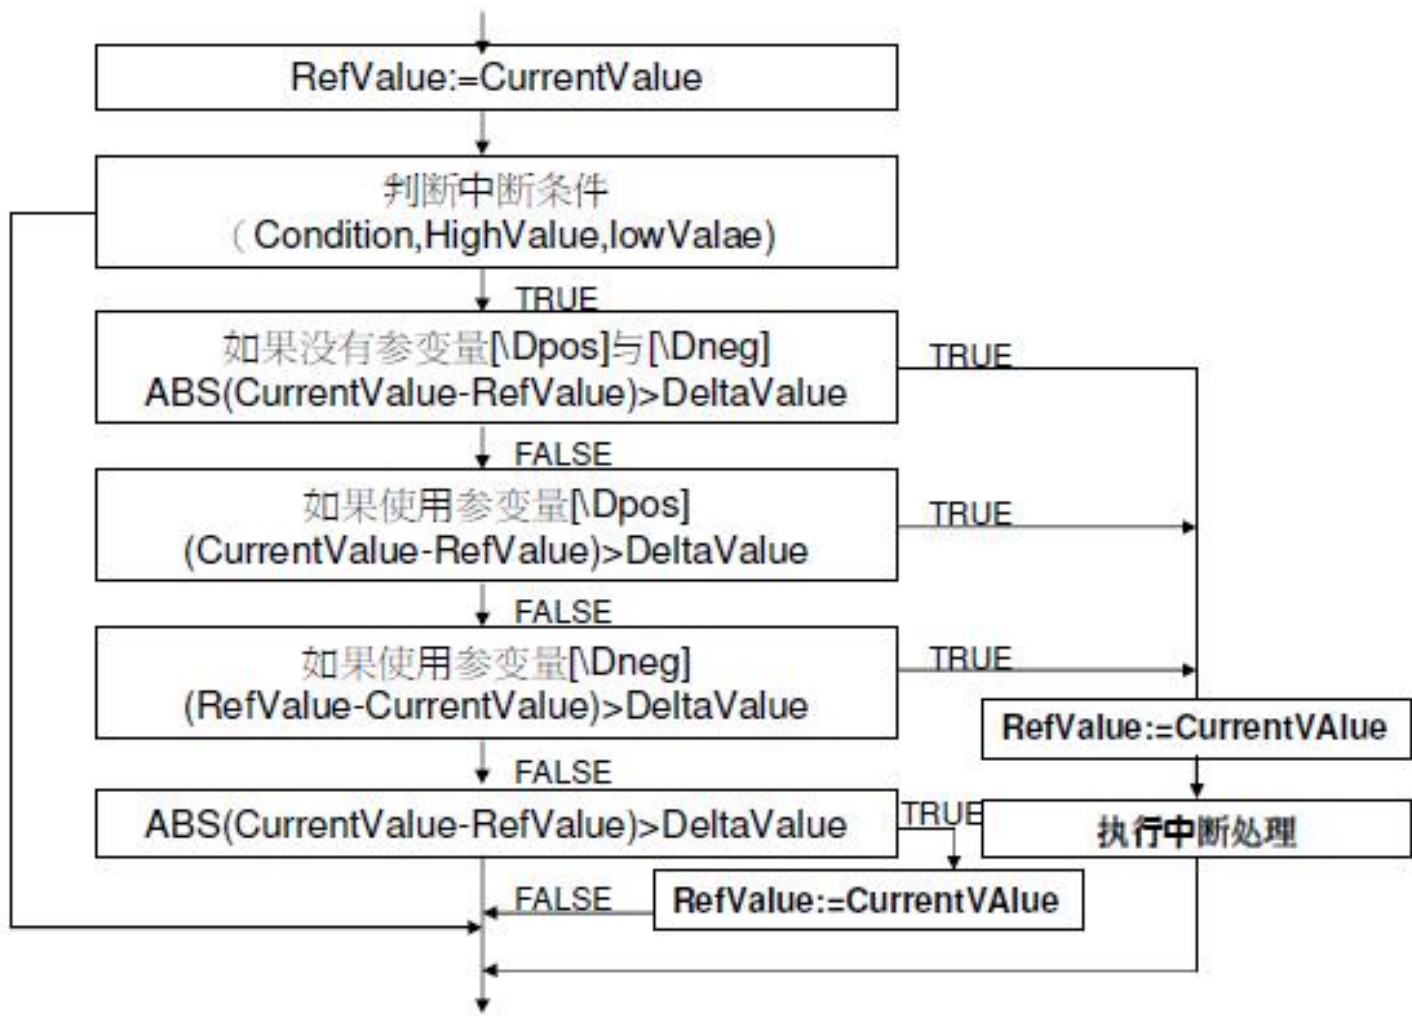 RefValue:=CurrentValue
判断中断条件
（Condition,HighValue,lowValae)
TRUE
如果没有参变量[\Dpos]与[\Dneg]
ABS(CurrentValue-RefValue)>DeltaValue
TRUE
FALSE
如果使用参变量[\Dpos]
(CurrentValue-RefValue)>DeltaValue
TRUE
FALSE
如果使用参变量[\Dneg]
(RefValue-CurrentValue)>DeltaValue
TRUE
RefValue:=CurrentVAlue
FALSE
ABS(CurrentValue-RefValue)>DeltaValue
TRUE
执行中断处理
FALSE
RefValue:=CurrentVAlue